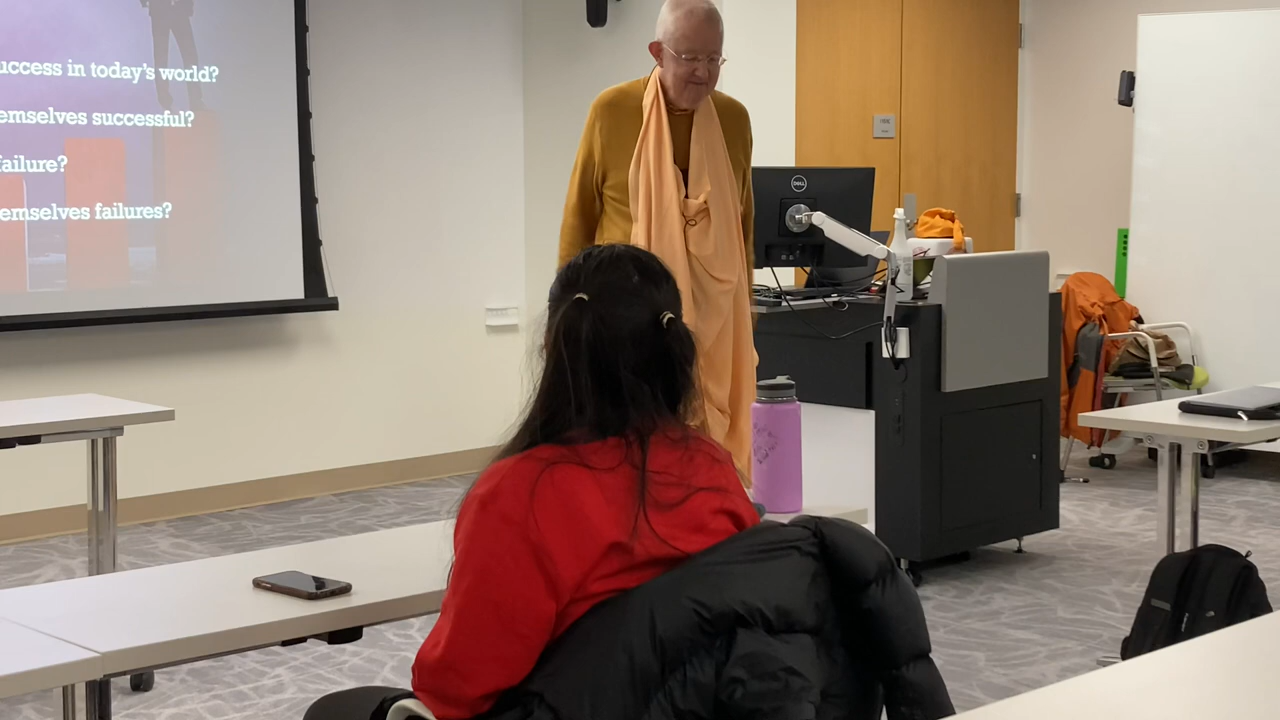 uccess in today's world?
emselves successful?
failure?
emselves failures?
DELL